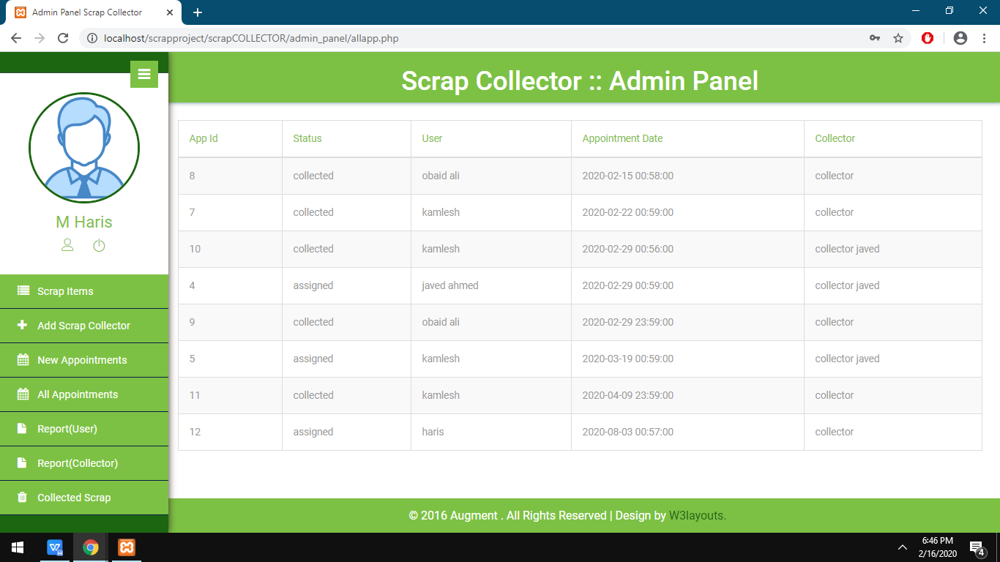 Admin Panel Scrap Collector
localhost/scrapproject/scrapCOLLECTOR/admin_panel/allapp.php
Scrap Collector :: Admin Panel
M Haris
Scrap Items
Add Scrap Collector
New Appointments
All Appointments
Report(User)
Report(Collector)
Collected Scrap
App Id Status User Appointment Date Collector
8 collected obaid ali 2020-02-15 00:58:00 collector
7 collected kamlesh 2020-02-22 00:59:00 collector
10 collected kamlesh 2020-02-29 00:56:00 collector javed
4 assigned javed ahmed 2020-02-29 00:59:00 collector javed
9 collected obaid ali 2020-02-29 23:59:00 collector
5 assigned kamlesh 2020-03-19 00:59:00 collector javed
11 collected kamlesh 2020-04-09 23:59:00 collector
12 assigned haris 2020-08-03 00:57:00 collector
© 2016 Augment . All Rights Reserved | Design by W3layouts.
6:46 PM
2/16/2020
4